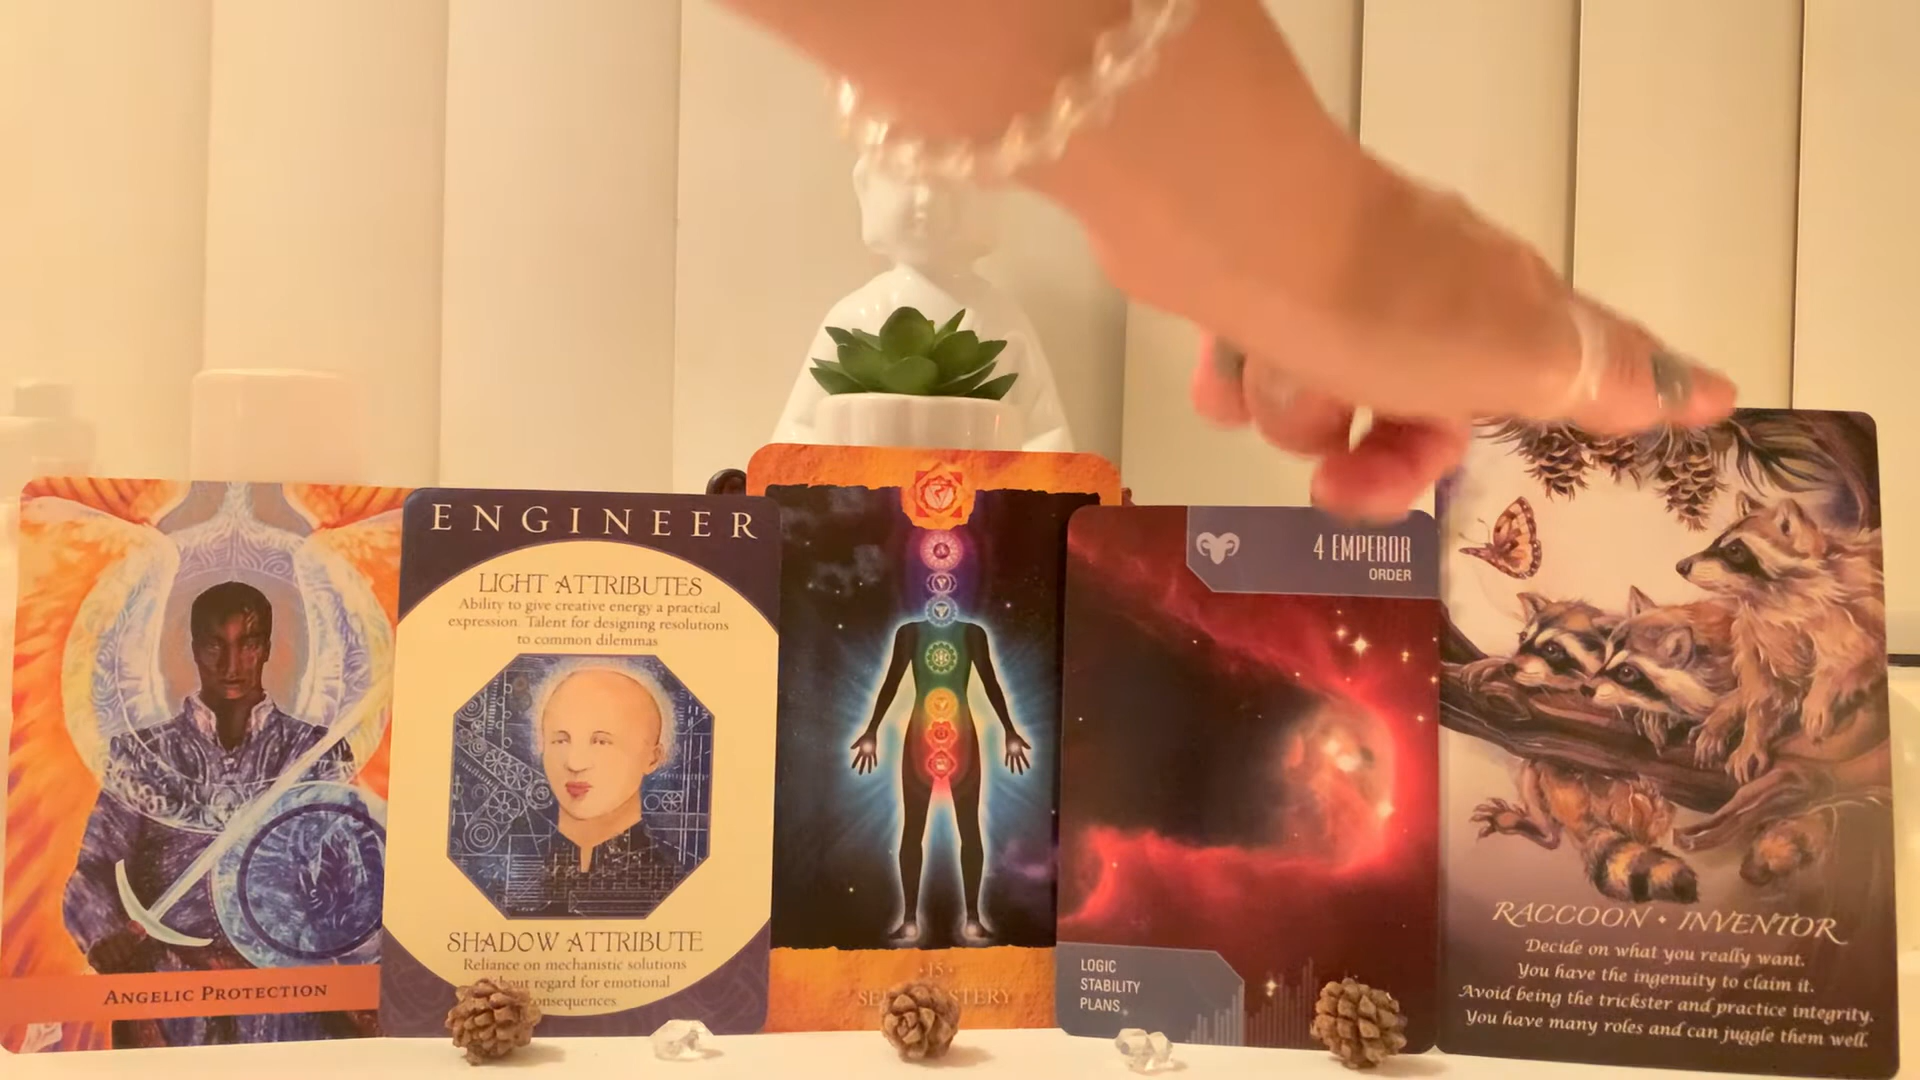 ANGELIC PROTECTION
ENGINEER
LIGHT ATTRIBUTES
Ability to give creative energy a practical
expression. Talent for designing resolutions
to common dilemmas
SHADOW ATTRIBUTE
Reliance on mechanistic solutions
regard for emotional
consequences.
15
4 EMPEROR
ORDER
LOGIC
STABILITY
PLANS
RACCOON • INVENTOR
Decide on what you really want.
You have the ingenuity to claim it.
Avoid being the trickster and practice integrity.
You have many roles and can juggle them well.